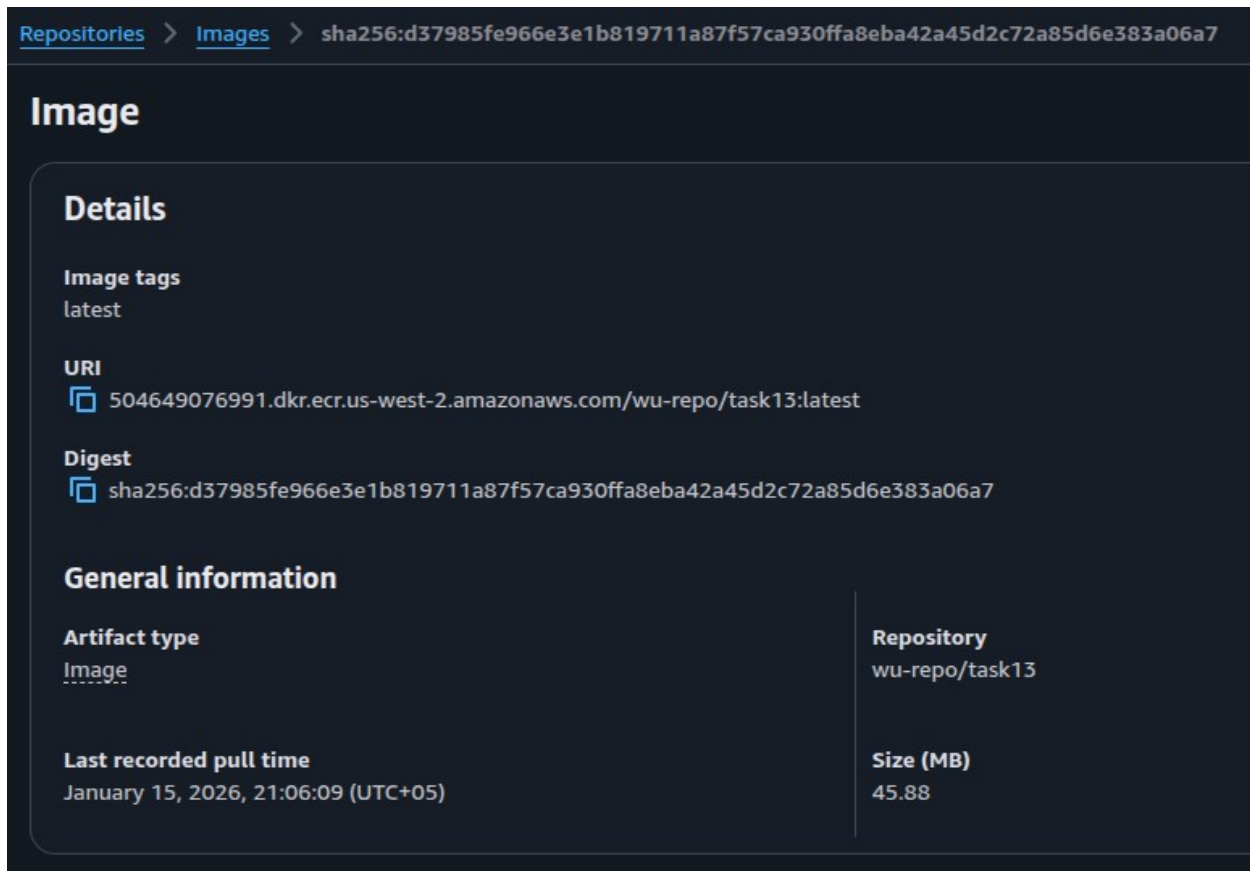 Repositories > Images > sha256:d37985fe966e3e1b819711a87f57ca930ffa8eba42a45d2c72a85d6e383a06a7
Image
Details
Image tags
latest
URI
504649076991.dkr.ecr.us-west-2.amazonaws.com/wu-repo/task13:latest
Digest
sha256:d37985fe966e3e1b819711a87f57ca930ffa8eba42a45d2c72a85d6e383a06a7
General information
Artifact type
Image
Repository
wu-repo/task13
Last recorded pull time
January 15, 2026, 21:06:09 (UTC+05)
Size (MB)
45.88